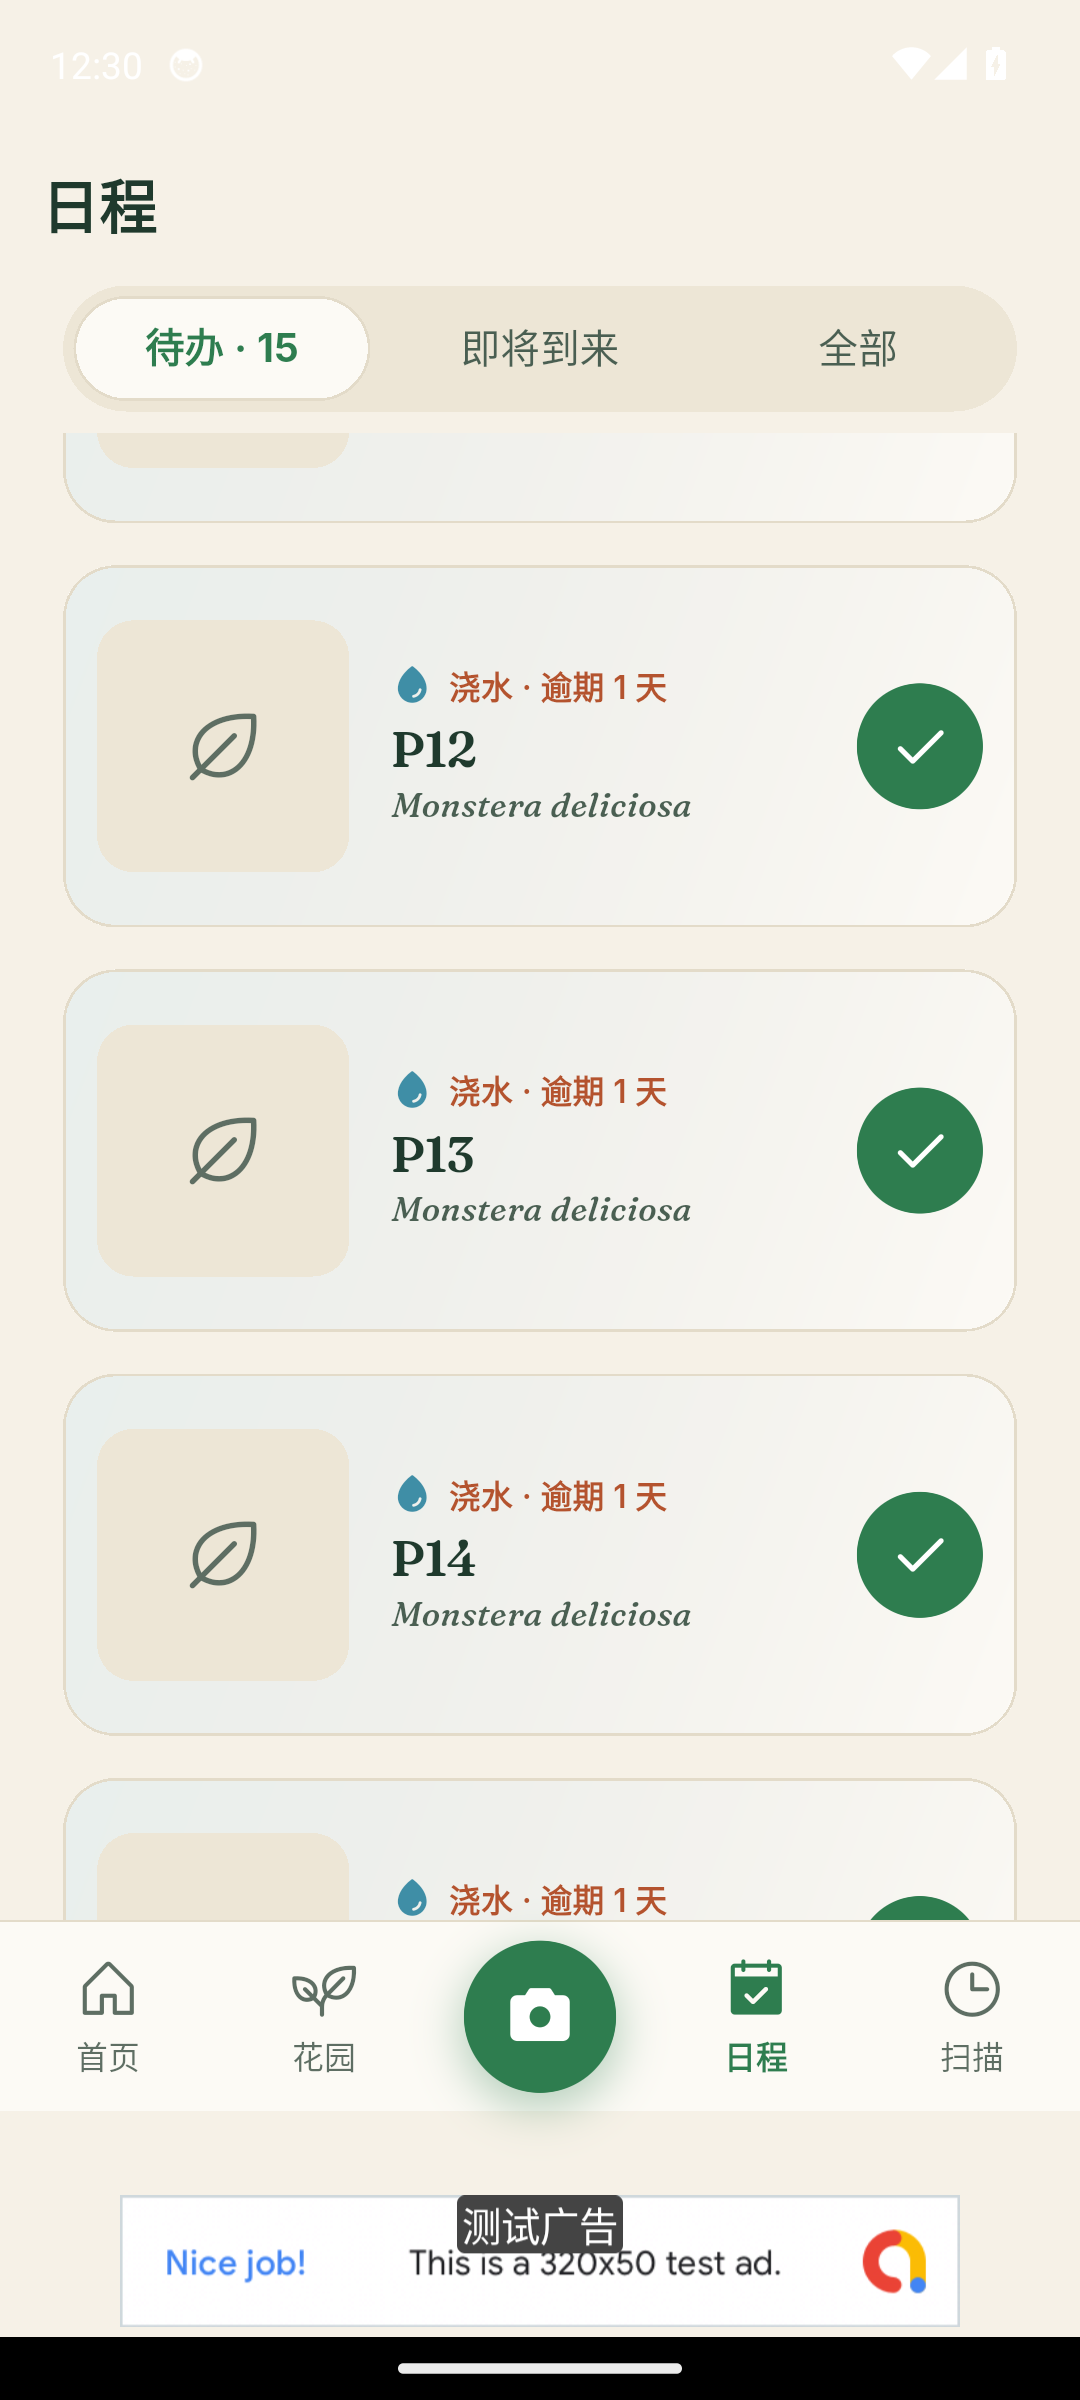 12:30
日程
待办 · 15
即将到来
全部
浇水 · 逾期 1 天
P12
Monstera deliciosa
浇水 · 逾期 1 天
P13
Monstera deliciosa
浇水 · 逾期 1 天
P14
Monstera deliciosa
浇水 · 逾期 1 天
首页
花园
日程
扫描
测试广告
Nice job!
This is a 320x50 test ad.